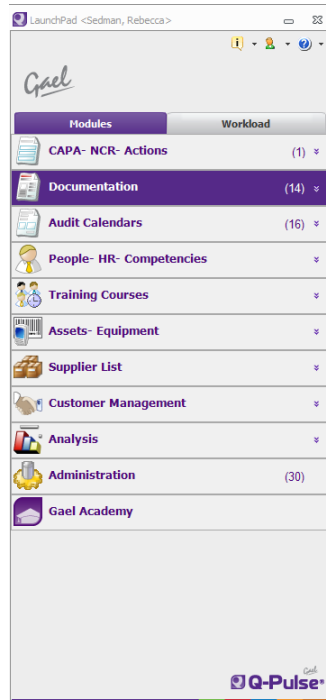 LaunchPad <Sedman, Rebecca>
Gael
Modules Workload
CAPA- NCR- Actions (1)
Documentation (14)
Audit Calendars (16)
People- HR- Competencies
Training Courses
Assets- Equipment
Supplier List
Customer Management
Analysis
Administration (30)
Gael Academy
Gael
Q-Pulse